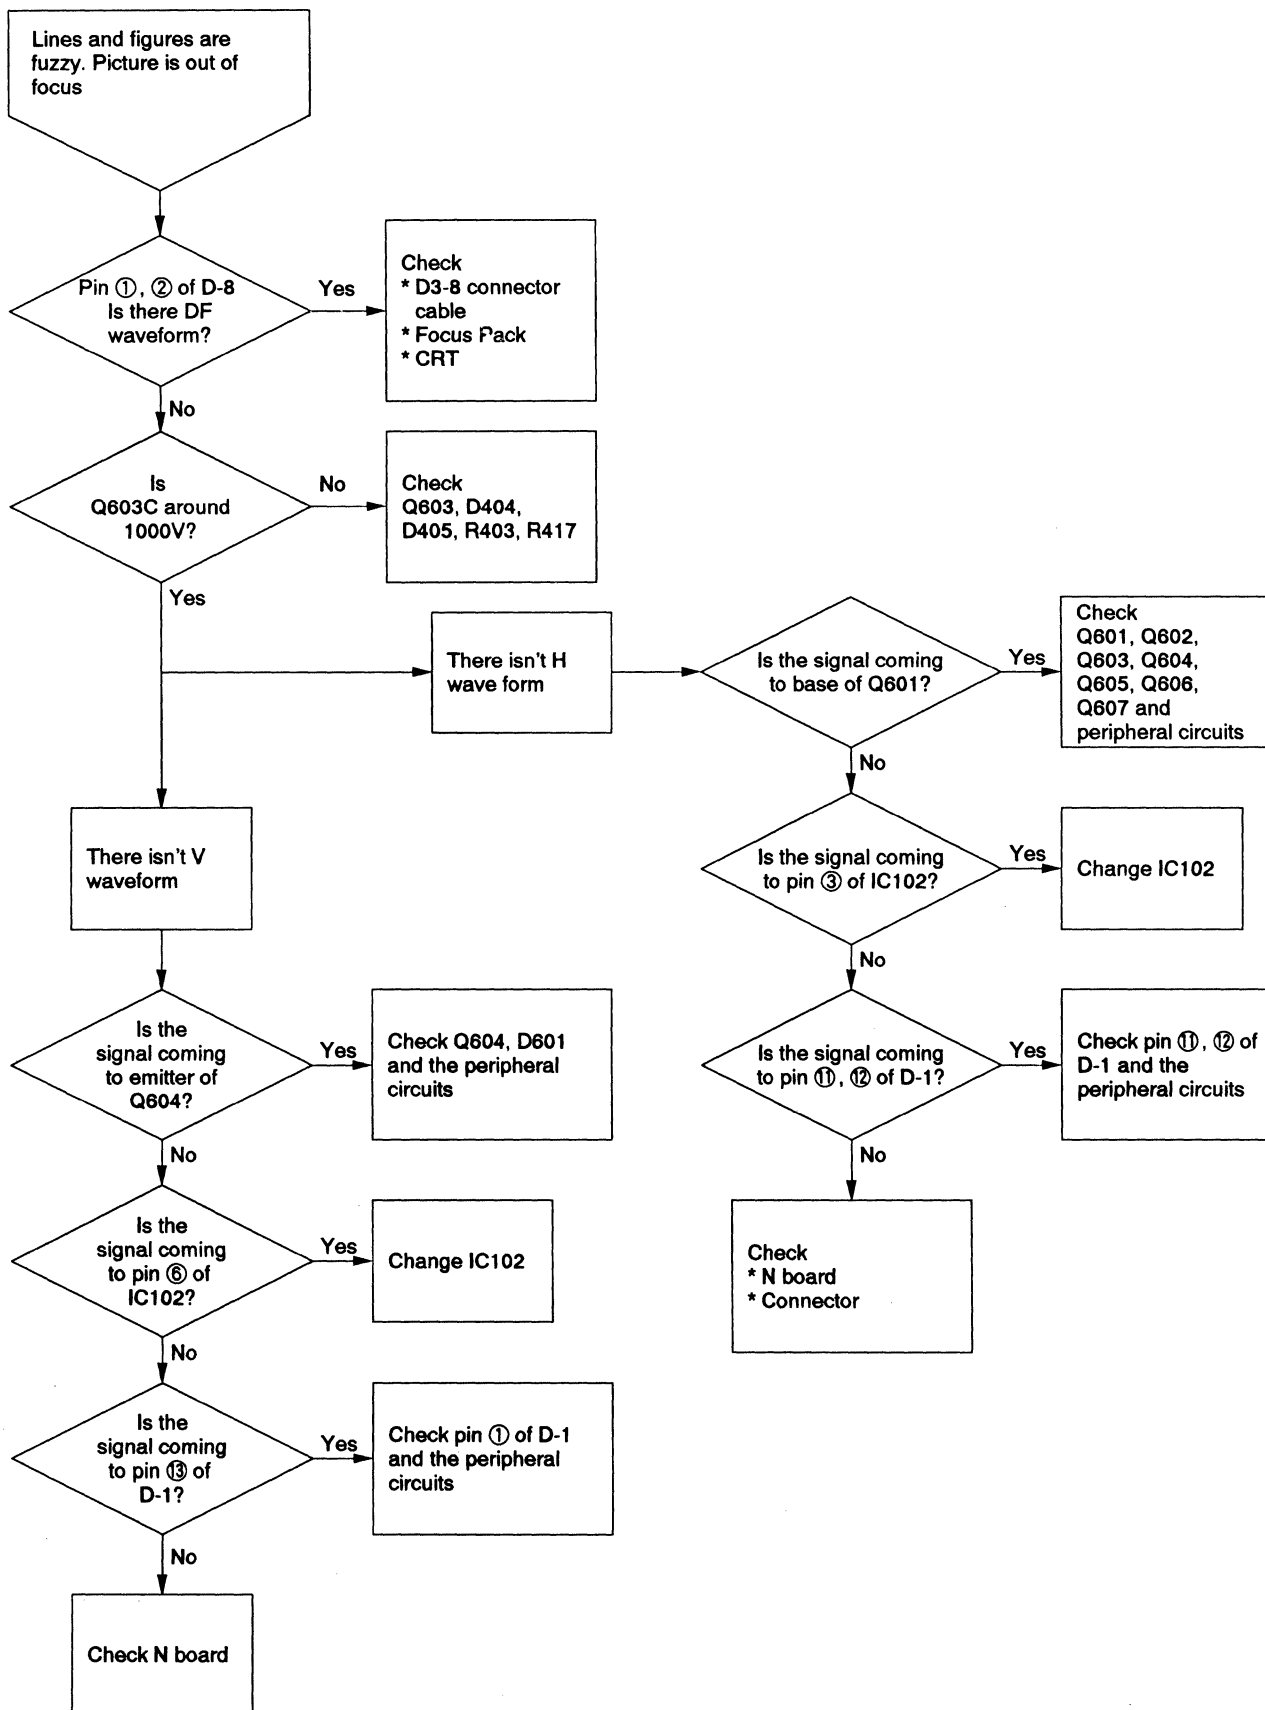 Lines and figures are
fuzzy. Picture is out of
focus
Pin ①, ② of D-8
Is there DF
waveform?
Yes
Check
* D3-8 connector
cable
* Focus Pack
* CRT
No
Is
Q603C around
1000V?
No
Check
Q603, D404,
D405, R403, R417
Yes
There isn't H
wave form
Is the signal coming
to base of Q601?
Yes
Check
Q601, Q602,
Q603, Q604,
Q605, Q606,
Q607 and
peripheral circuits
No
Is the signal coming
to pin ③ of IC102?
Yes
Change IC102
No
Is the signal coming
to pin ⑪, ⑫ of D-1?
Yes
Check pin ⑪, ⑫ of
D-1 and the
peripheral circuits
No
Check
* N board
* Connector
There isn't V
waveform
Is the
signal coming
to emitter of
Q604?
Yes
Check Q604, D601
and the peripheral
circuits
No
Is the
signal coming
to pin ⑥ of
IC102?
Yes
Change IC102
No
Is the
signal coming
to pin ⑬ of
D-1?
Yes
Check pin ① of D-1
and the peripheral
circuits
No
Check N board